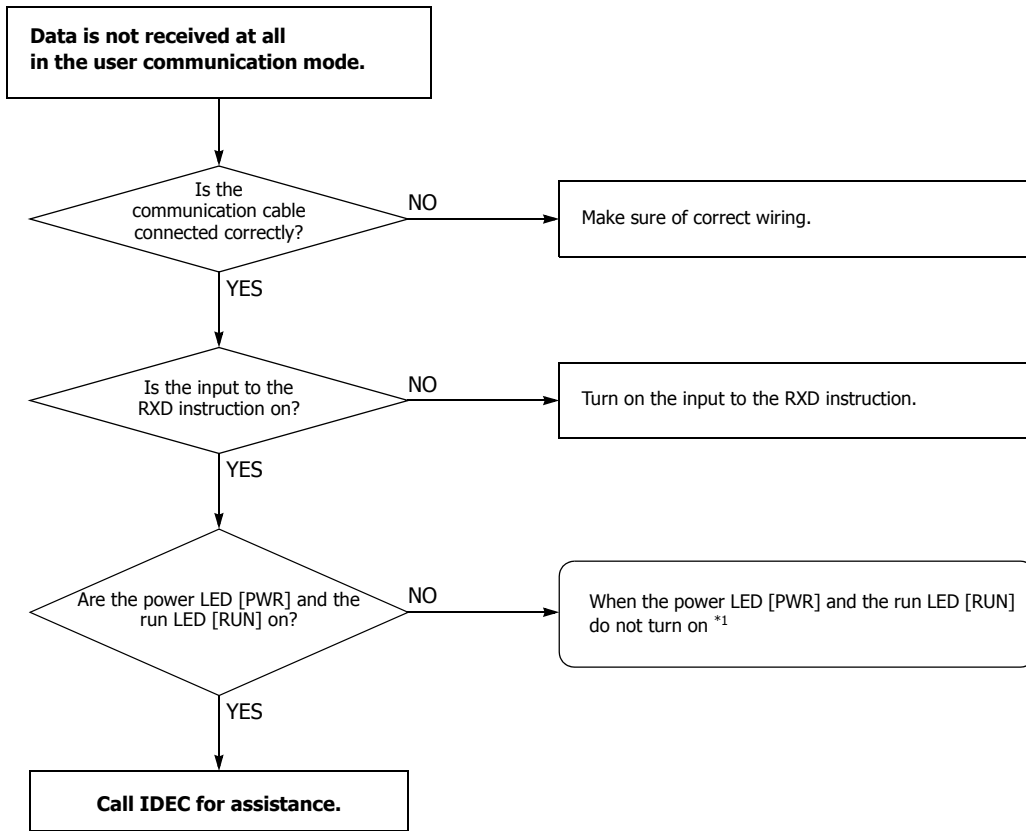 Data is not received at all
in the user communication mode.
Is the
communication cable
connected correctly?
NO
Make sure of correct wiring.
YES
Is the input to the
RXD instruction on?
NO
Turn on the input to the RXD instruction.
YES
Are the power LED [PWR] and the
run LED [RUN] on?
NO
When the power LED [PWR] and the run LED [RUN]
do not turn on *1
YES
Call IDEC for assistance.